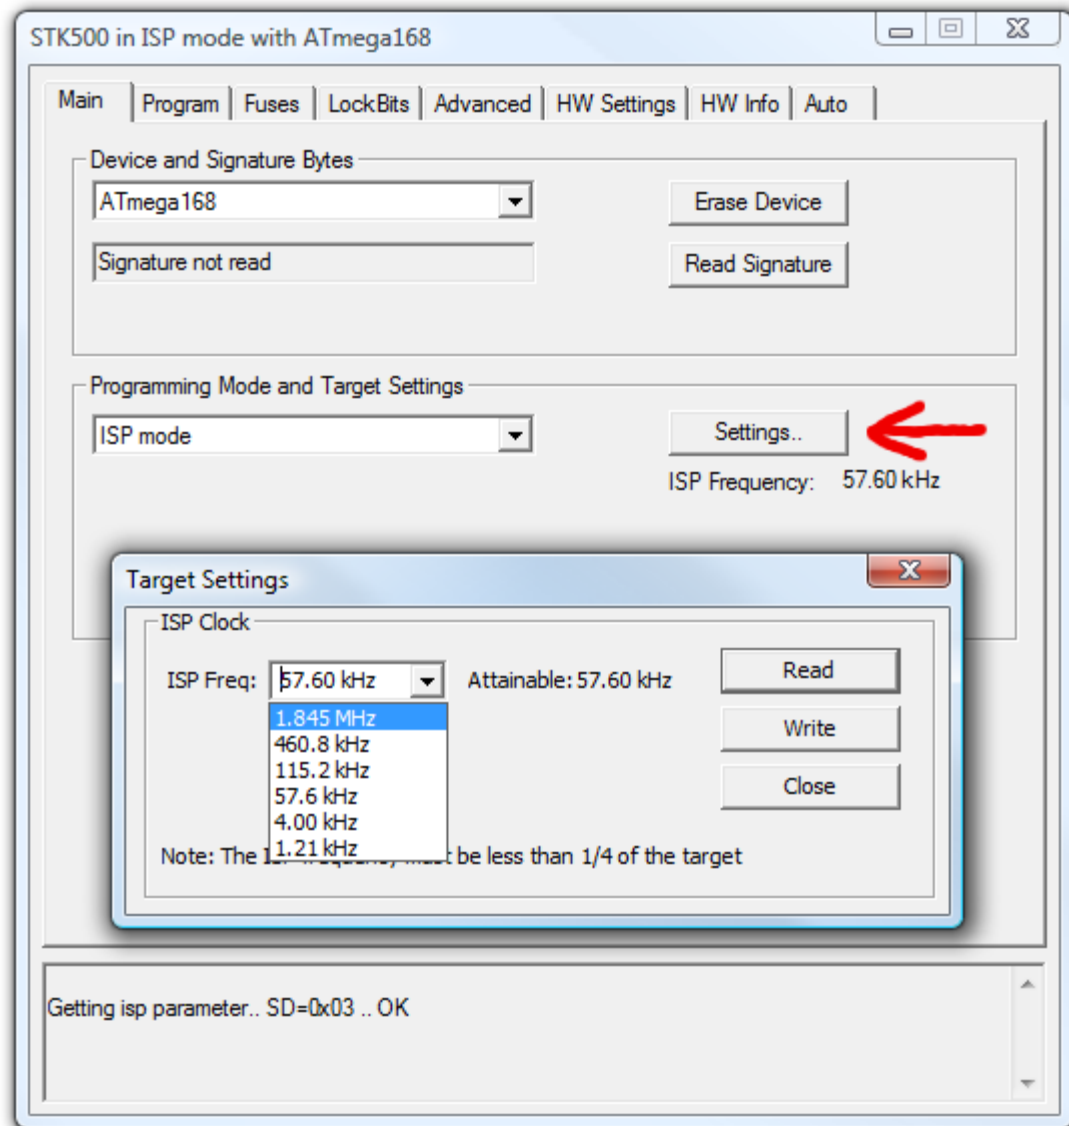 STK500 in ISP mode with ATmega168
Main Program Fuses LockBits Advanced HW Settings HW Info Auto
Device and Signature Bytes
ATmega168 Erase Device
Signature not read Read Signature
Programming Mode and Target Settings
ISP mode Settings..
ISP Frequency: 57.60 kHz
Target Settings
ISP Clock
ISP Freq: 57.60 kHz Attainable: 57.60 kHz Read
1.845 MHz
460.8 kHz Write
115.2 kHz
57.6 kHz Close
4.00 kHz
1.21 kHz
Note: The be less than 1/4 of the target
Getting isp parameter.. SD=0x03 .. OK